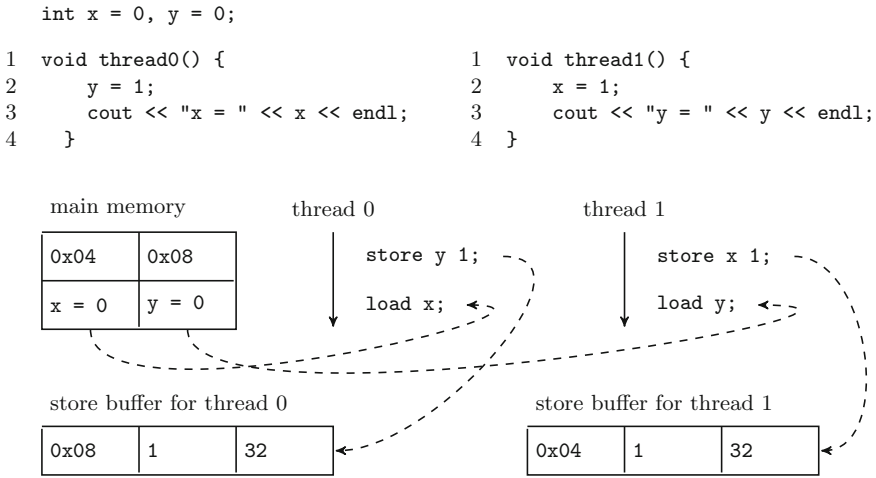 int x = 0, y = 0;
1 void thread0() {
2 y = 1;
3 cout << "x = " << x << endl;
4 }
1 void thread1() {
2 x = 1;
3 cout << "y = " << y << endl;
4 }
main memory
0x04 0x08
x = 0 y = 0
thread 0
store y 1;
load x;
thread 1
store x 1;
load y;
store buffer for thread 0
0x08 1 32
store buffer for thread 1
0x04 1 32